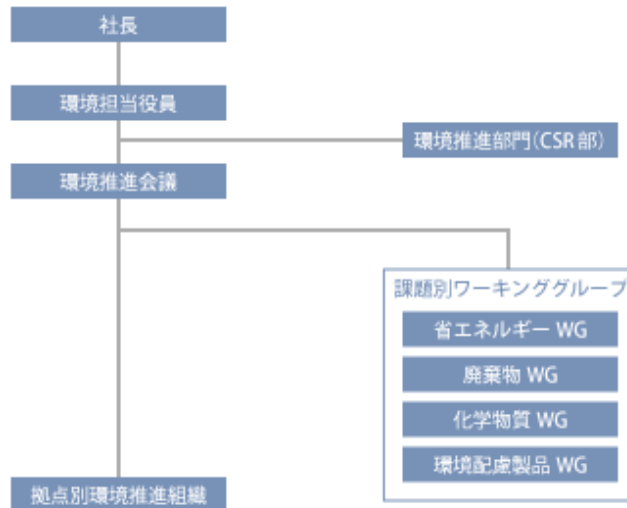 社長
環境担当役員
環境推進部門(CSR部)
環境推進会議
課題別ワーキンググループ
省エネルギー WG
廃棄物 WG
化学物質 WG
環境配慮製品 WG
拠点別環境推進組織